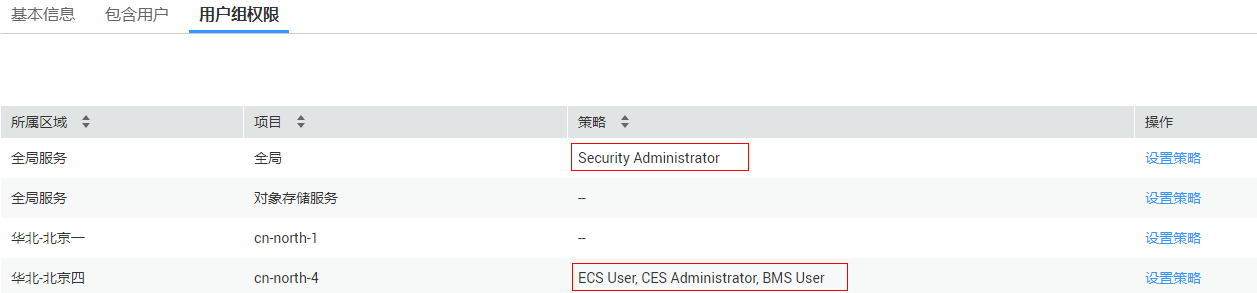 基本信息 包含用户 用户组权限
所属区域 项目 策略 操作
全局服务 全局 Security Administrator 设置策略
全局服务 对象存储服务 -- 设置策略
华北-北京一 cn-north-1 -- 设置策略
华北-北京四 cn-north-4 ECS User, CES Administrator, BMS User 设置策略